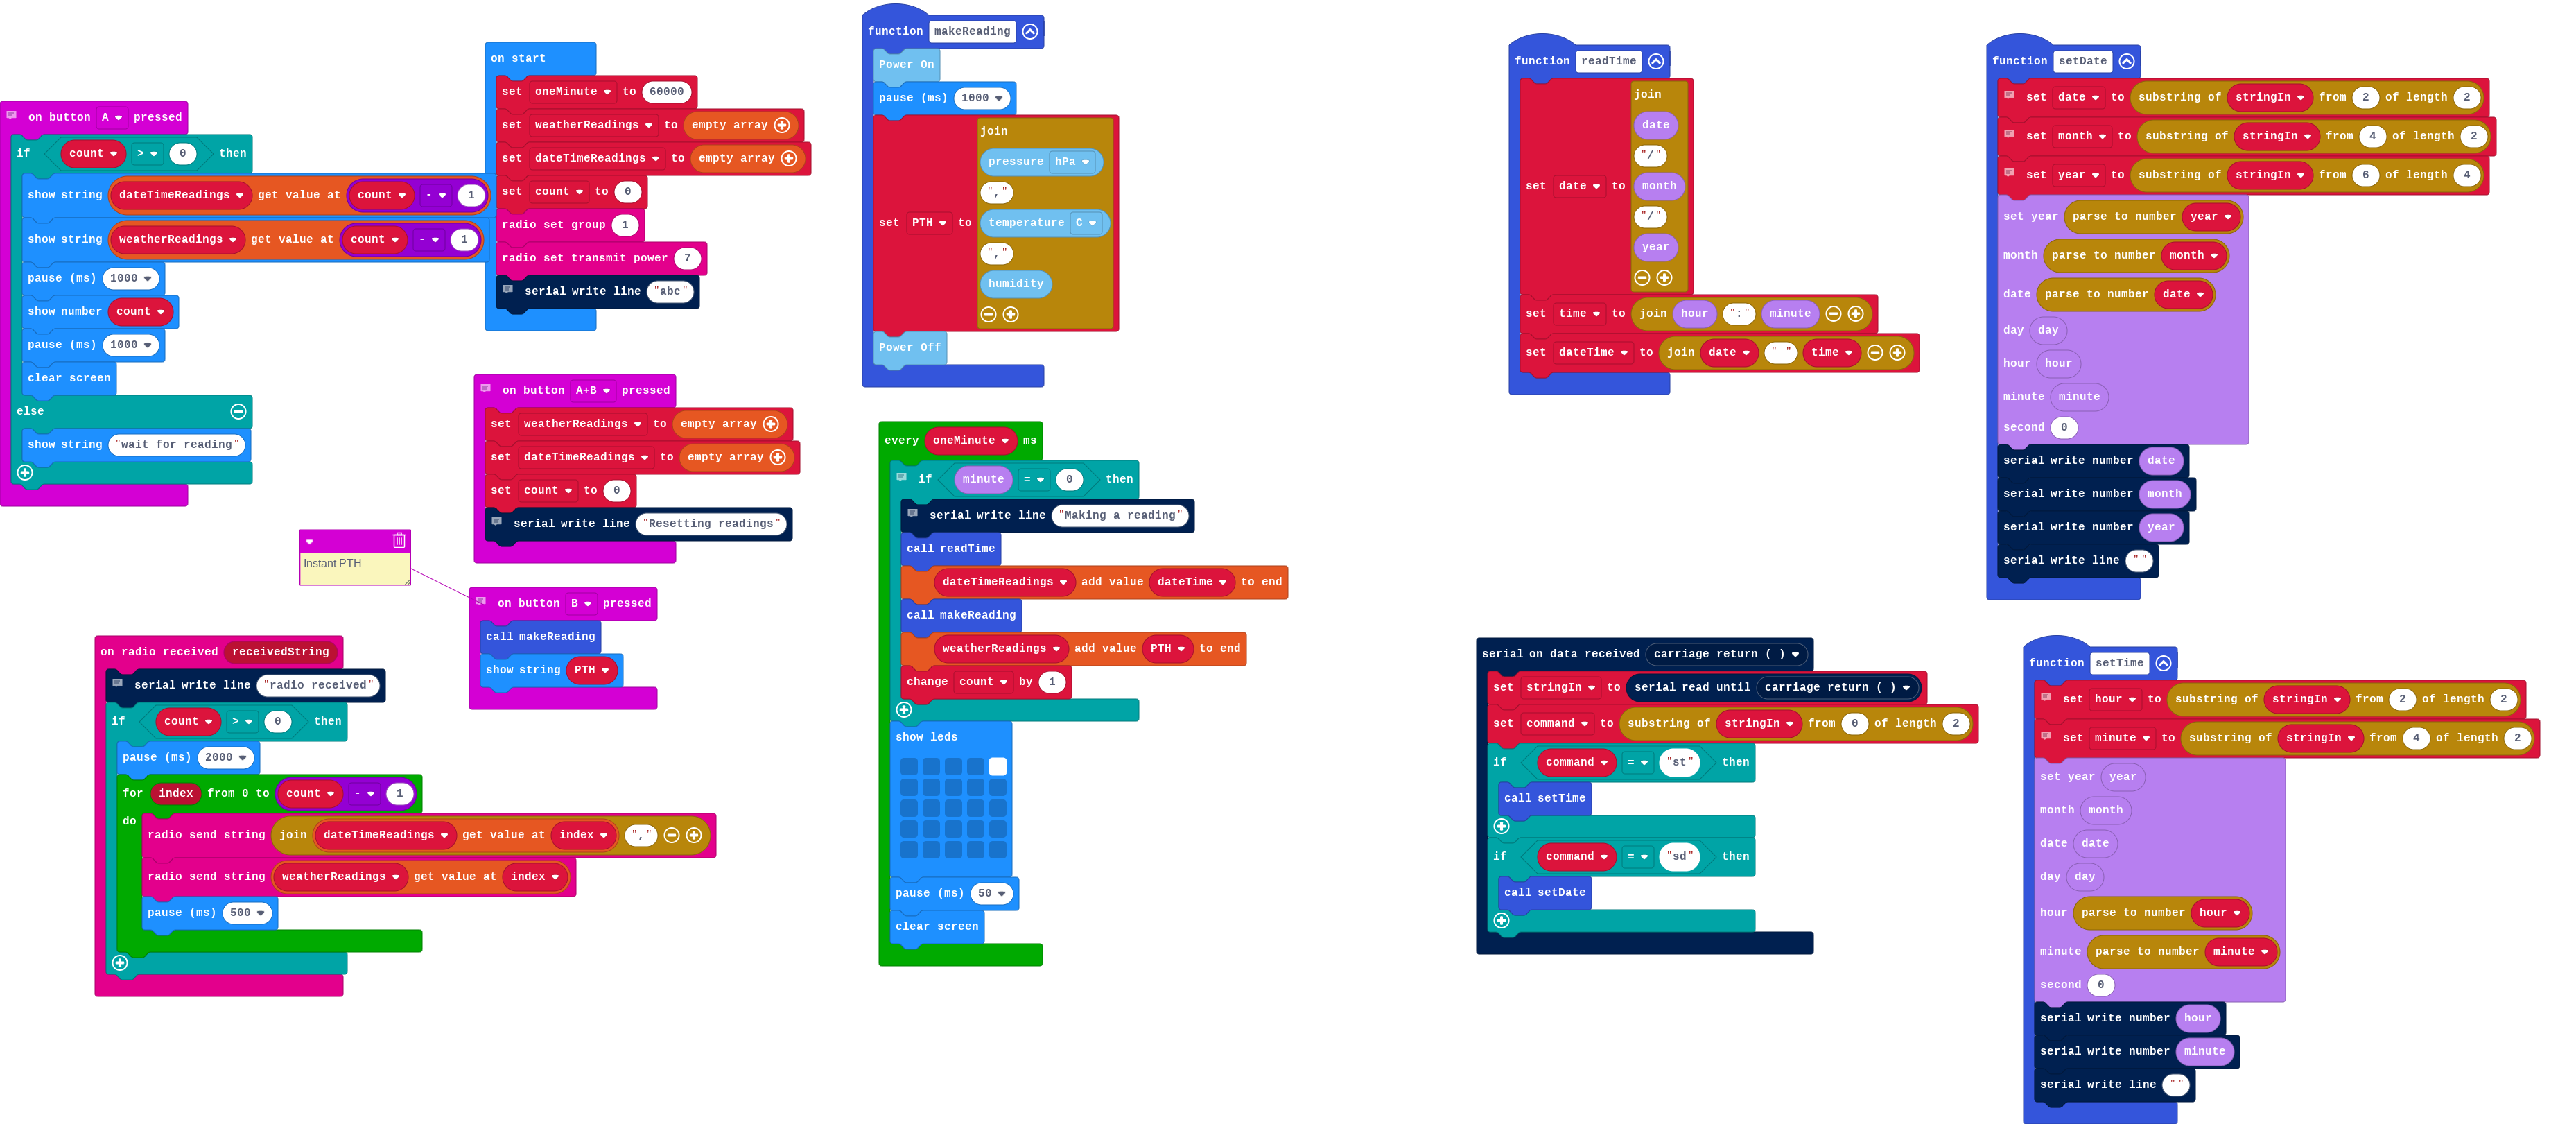 on button A pressed
if count > 0 then
show string dateTimeReadings get value at count - 1
show string weatherReadings get value at count - 1
pause (ms) 1000
show number count
pause (ms) 1000
clear screen
else
show string "wait for reading"
on start
set oneMinute to 60000
set weatherReadings to empty array
set dateTimeReadings to empty array
set count to 0
radio set group 1
radio set transmit power 7
serial write line "abc"
on button A+B pressed
set weatherReadings to empty array
set dateTimeReadings to empty array
set count to 0
serial write line "Resetting readings"
Instant PTH
on button B pressed
call makeReading
show string PTH
on radio received receivedString
serial write line "radio received"
if count > 0 then
pause (ms) 2000
for index from 0 to count - 1
do
radio send string join dateTimeReadings get value at index ","
radio send string weatherReadings get value at index
pause (ms) 500
function makeReading
Power On
pause (ms) 1000
set PTH to
join
pressure hPa
","
temperature C
","
humidity
Power Off
every oneMinute ms
if minute = 0 then
serial write line "Making a reading"
call readTime
dateTimeReadings add value dateTime to end
call makeReading
weatherReadings add value PTH to end
change count by 1
show leds
pause (ms) 50
clear screen
function readTime
set date to
join
date
"/"
month
"/"
year
set time to join hour ":" minute
set dateTime to join date " " time
serial on data received carriage return ( )
set stringIn to serial read until carriage return ( )
set command to substring of stringIn from 0 of length 2
if command = "st" then
call setTime
if command = "sd" then
call setDate
function setDate
set date to substring of stringIn from 2 of length 2
set month to substring of stringIn from 4 of length 2
set year to substring of stringIn from 6 of length 4
set year parse to number year
month parse to number month
date parse to number date
day day
hour hour
minute minute
second 0
serial write number date
serial write number month
serial write number year
serial write line " "
function setTime
set hour to substring of stringIn from 2 of length 2
set minute to substring of stringIn from 4 of length 2
set year year
month month
date date
day day
hour parse to number hour
minute parse to number minute
second 0
serial write number hour
serial write number minute
serial write line " "